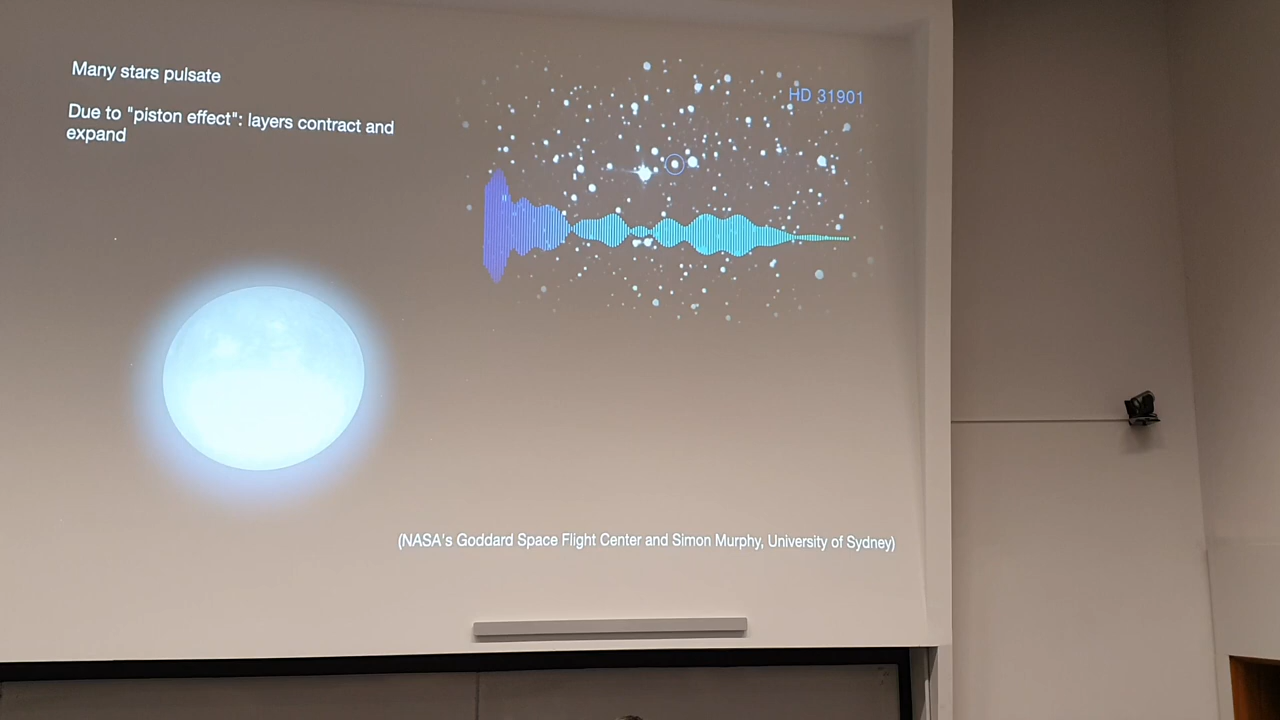 Many stars pulsate
Due to "piston effect": layers contract and
expand
HD 31901
(NASA's Goddard Space Flight Center and Simon Murphy, University of Sydney)